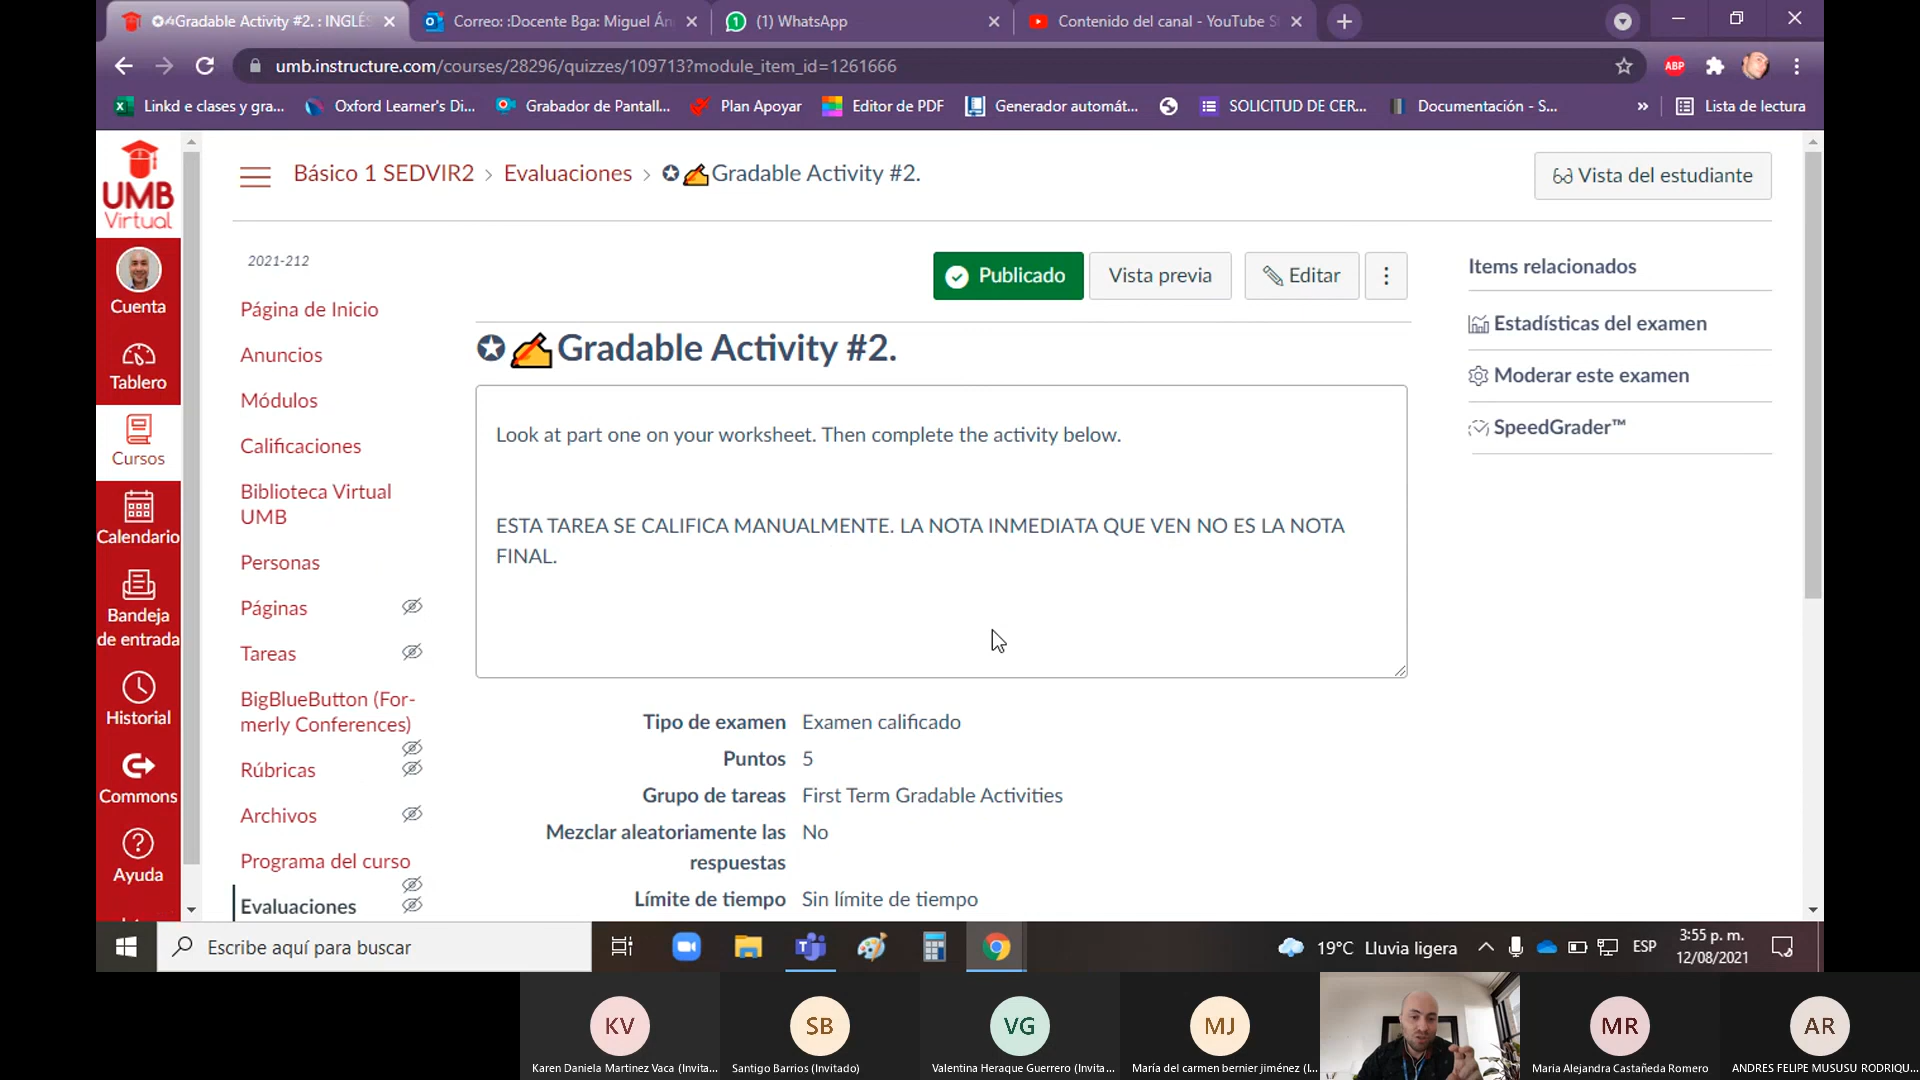 Gradable Activity #2. : INGLÉS
Correo: :Docente Bga: Miguel Án
(1) WhatsApp
Contenido del canal - YouTube S
umb.instructure.com/courses/28296/quizzes/109713?module_item_id=1261666
ABP
Linkd e clases y gra...
Oxford Learner's Di...
Grabador de Pantall...
Plan Apoyar
Editor de PDF
Generador automát...
SOLICITUD DE CER...
Documentación - S...
»
Lista de lectura
UMB
Virtual
Básico 1 SEDVIR2 › Evaluaciones › Gradable Activity #2.
Vista del estudiante
Cuenta
Tablero
Cursos
Calendario
Bandeja
de entrada
Historial
Commons
Ayuda
2021-212
Página de Inicio
Anuncios
Módulos
Calificaciones
Biblioteca Virtual
UMB
Personas
Páginas
Tareas
BigBlueButton (For-
merly Conferences)
Rúbricas
Archivos
Programa del curso
Evaluaciones
Publicado
Vista previa
Editar
Gradable Activity #2.
Look at part one on your worksheet. Then complete the activity below.
ESTA TAREA SE CALIFICA MANUALMENTE. LA NOTA INMEDIATA QUE VEN NO ES LA NOTA
FINAL.
Tipo de examen Examen calificado
Puntos 5
Grupo de tareas First Term Gradable Activities
Mezclar aleatoriamente las No
respuestas
Límite de tiempo Sin límite de tiempo
Items relacionados
Estadísticas del examen
Moderar este examen
SpeedGrader™
Escribe aquí para buscar
19°C Lluvia ligera
ESP
3:55 p. m.
12/08/2021
KV
SB
VG
MJ
MR
AR
Karen Daniela Martinez Vaca (Invita...
Santigo Barrios (Invitado)
Valentina Heraque Guerrero (Invita...
María del carmen bernier jiménez (I...
Maria Alejandra Castañeda Romero
ANDRES FELIPE MUSUSU RODRIQU...